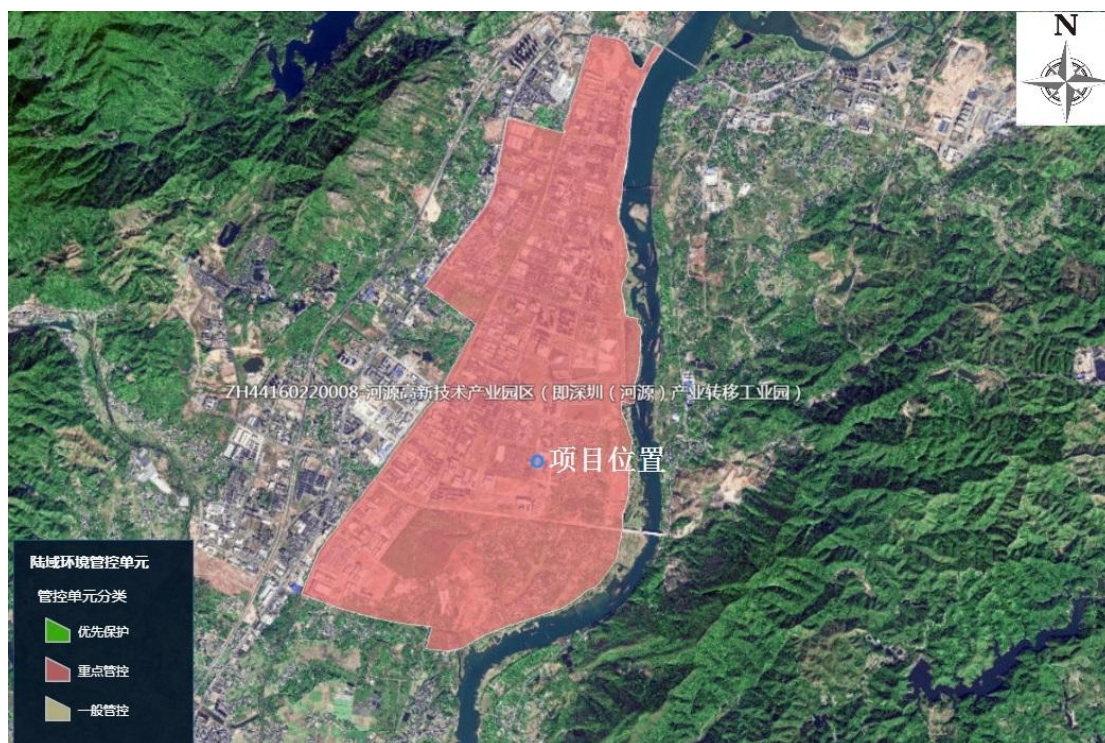 N
ZH44160220008-河源高新技术产业园区（即深圳（河源）产业转移工业园）
项目位置
陆域环境管控单元
管控单元分类
优先保护
重点管控
一般管控